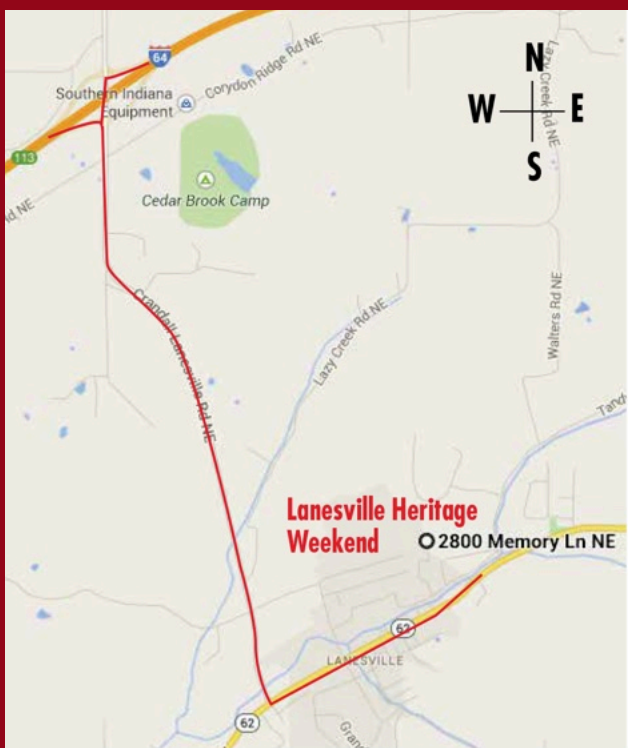 64
Corydon Ridge Rd NE
Southern Indiana
Equipment
113
Cedar Brook Camp
N
W E
S
Lazy Creek Rd NE
Crandall Lanesville Rd NE
Lazy Creek Rd NE
Walters Rd NE
Lanesville Heritage
Weekend
2800 Memory Ln NE
62
LANESVILLE
62